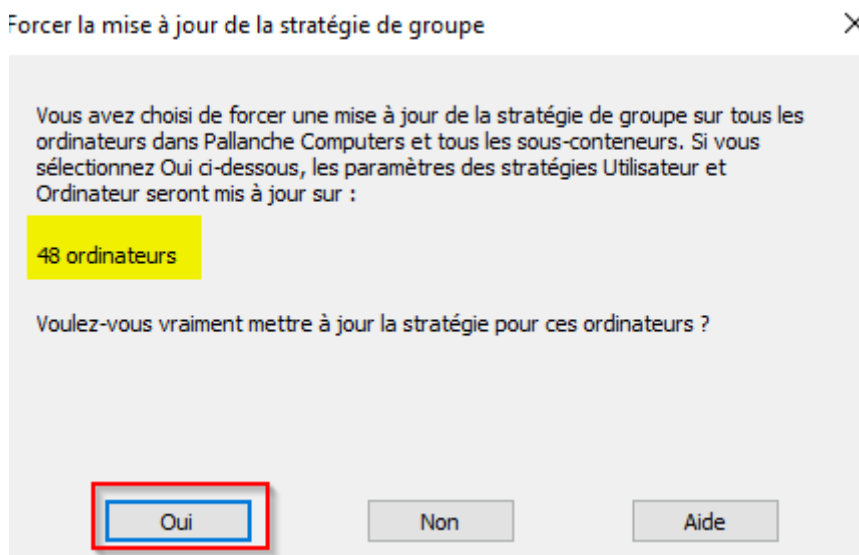 Forcer la mise à jour de la stratégie de groupe
Vous avez choisi de forcer une mise à jour de la stratégie de groupe sur tous les
ordinateurs dans Pallanche Computers et tous les sous-conteneurs. Si vous
sélectionnez Oui ci-dessous, les paramètres des stratégies Utilisateur et
Ordinateur seront mis à jour sur :
48 ordinateurs
Voulez-vous vraiment mettre à jour la stratégie pour ces ordinateurs ?
Oui
Non
Aide